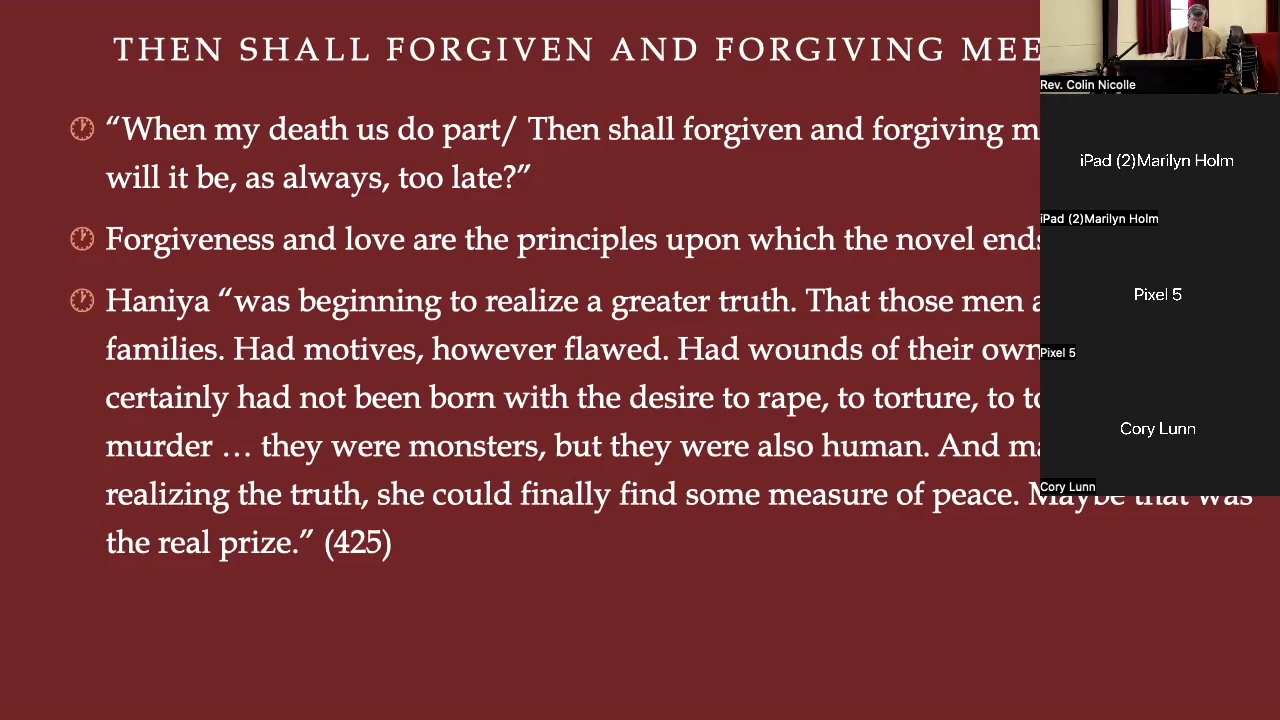 THEN SHALL FORGIVEN AND FORGIVING MEE
“When my death us do part/ Then shall forgiven and forgiving
will it be, as always, too late?”
Forgiveness and love are the principles upon which the novel ends
Haniya “was beginning to realize a greater truth. That those men
families. Had motives, however flawed. Had wounds of their own
certainly had not been born with the desire to rape, to torture, to
murder … they were monsters, but they were also human. And
realizing the truth, she could finally find some measure of peace. Maybe that was
the real prize.” (425)
Rev. Colin Nicolle
iPad (2)Marilyn Holm
iPad (2)Marilyn Holm
Pixel 5
Pixel 5
Cory Lunn
Cory Lunn